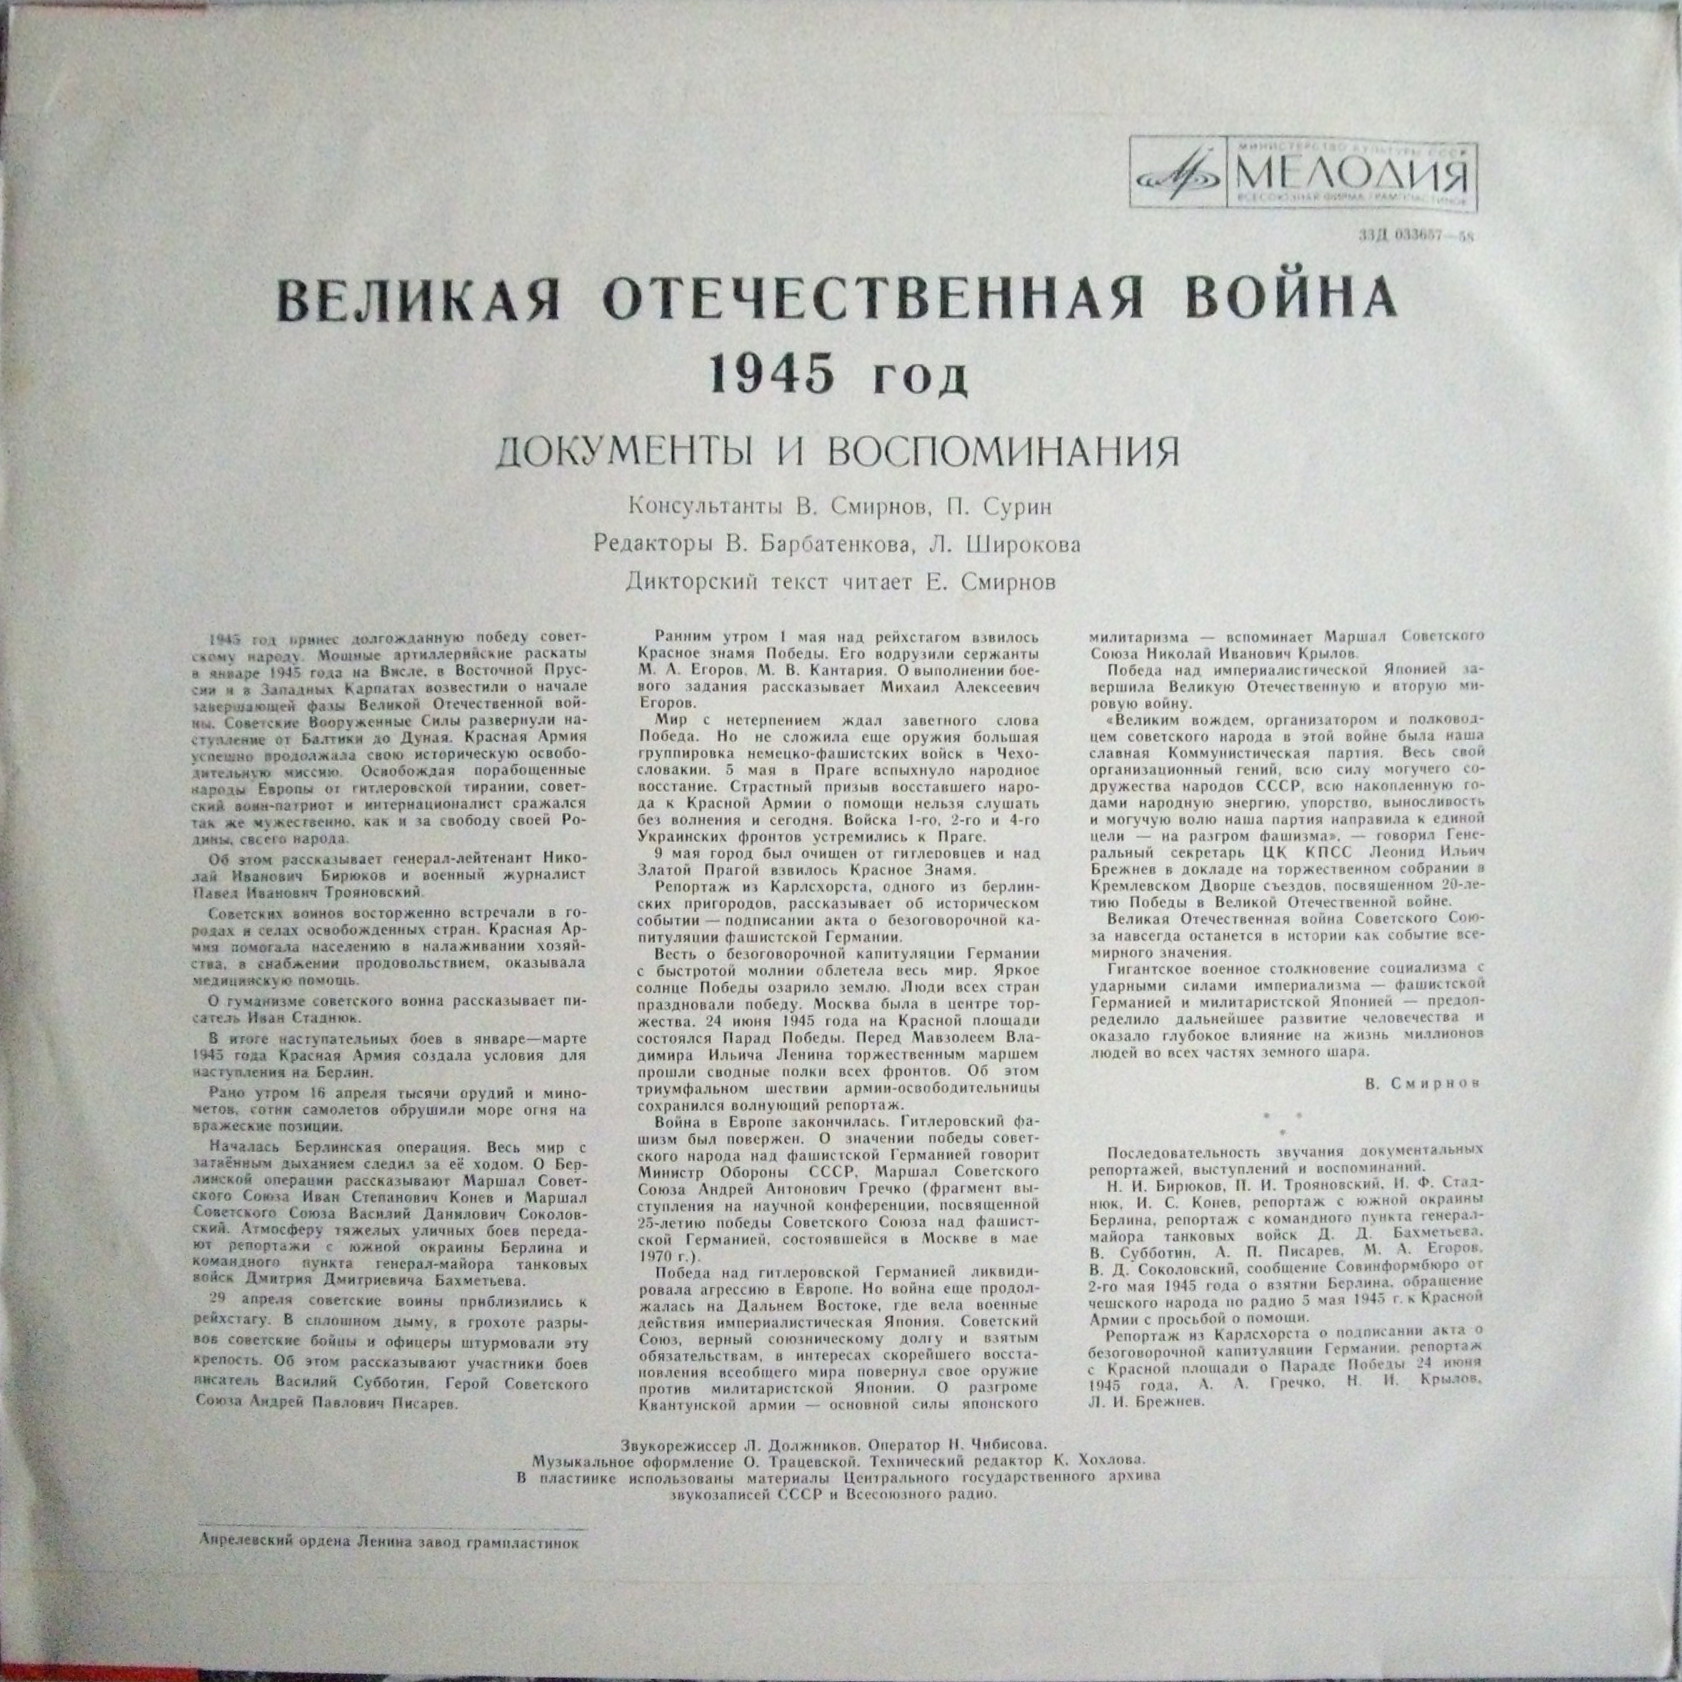 МИНИСТЕРСТВО КУЛЬТУРЫ СССР
МЕЛОДИЯ
ВСЕСОЮЗНАЯ ФИРМА ГРАМПЛАСТИНОК
33Д 033657—58
ВЕЛИКАЯ ОТЕЧЕСТВЕННАЯ ВОЙНА
1945 год
ДОКУМЕНТЫ И ВОСПОМИНАНИЯ
Консультанты В. Смирнов, П. Сурин
Редакторы В. Барбатенкова, Л. Широкова
Дикторский текст читает Е. Смирнов
1945 год принес долгожданную победу совет-
скому народу. Мощные артиллерийские раскаты
в январе 1945 года на Висле, в Восточной Прус-
сии и в Западных Карпатах возвестили о начале
завершающей фазы Великой Отечественной вой-
ны. Советские Вооруженные Силы развернули на-
ступление от Балтики до Дуная. Красная Армия
успешно продолжала свою историческую освобо-
дительную миссию. Освобождая порабощенные
народы Европы от гитлеровской тирании, совет-
ский воин-патриот и интернационалист сражался
так же мужественно, как и за свободу своей Ро-
дины, своего народа.
Об этом рассказывает генерал-лейтенант Нико-
лай Иванович Бирюков и военный журналист
Павел Иванович Трояновский.
Советских воинов восторженно встречали в го-
родах и селах освобожденных стран. Красная Ар-
мия помогала населению в налаживании хозяй-
ства, в снабжении продовольствием, оказывала
медицинскую помощь.
О гуманизме советского воина рассказывает пи-
сатель Иван Стаднюк.
В итоге наступательных боев в январе—марте
1945 года Красная Армия создала условия для
наступления на Берлин.
Рано утром 16 апреля тысячи орудий и мино-
метов, сотни самолетов обрушили море огня на
вражеские позиции.
Началась Берлинская операция. Весь мир с
затаённым дыханием следил за её ходом. О Бер-
линской операции рассказывают Маршал Совет-
ского Союза Иван Степанович Конев и Маршал
Советского Союза Василий Данилович Соколов-
ский. Атмосферу тяжелых уличных боев переда-
ют репортажи с южной окраины Берлина и
командного пункта генерал-майора танковых
войск Дмитрия Дмитриевича Бахметьева.
29 апреля советские воины приблизились к
рейхстагу. В сплошном дыму, в грохоте разры-
вов советские бойцы и офицеры штурмовали эту
крепость. Об этом рассказывают участники боев
писатель Василий Субботин, Герой Советского
Союза Андрей Павлович Писарев.
Ранним утром 1 мая над рейхстагом взвилось
Красное знамя Победы. Его водрузили сержанты
М. А. Егоров, М. В. Кантария. О выполнении бое-
вого задания рассказывает Михаил Алексеевич
Егоров.
Мир с нетерпением ждал заветного слова
Победа. Но не сложила еще оружия большая
группировка немецко-фашистских войск в Чехо-
словакии. 5 мая в Праге вспыхнуло народное
восстание. Страстный призыв восставшего наро-
да к Красной Армии о помощи нельзя слушать
без волнения и сегодня. Войска 1-го, 2-го и 4-го
Украинских фронтов устремились к Праге.
9 мая город был очищен от гитлеровцев и над
Златой Прагой взвилось Красное Знамя.
Репортаж из Карлсхорста, одного из берлин-
ских пригородов, рассказывает об историческом
событии — подписании акта о безоговорочной ка-
питуляции фашистской Германии.
Весть о безоговорочной капитуляции Германии
с быстротой молнии облетела весь мир. Яркое
солнце Победы озарило землю. Люди всех стран
праздновали победу. Москва была в центре тор-
жества. 24 июня 1945 года на Красной площади
состоялся Парад Победы. Перед Мавзолеем Вла-
димира Ильича Ленина торжественным маршем
прошли сводные полки всех фронтов. Об этом
триумфальном шествии армии-освободительницы
сохранился волнующий репортаж.
Война в Европе закончилась. Гитлеровский фа-
шизм был повержен. О значении победы совет-
ского народа над фашистской Германией говорит
Министр Обороны СССР, Маршал Советского
Союза Андрей Антонович Гречко (фрагмент вы-
ступления на научной конференции, посвященной
25-летию победы Советского Союза над фашист-
ской Германией, состоявшейся в Москве в мае
1970 г.).
Победа над гитлеровской Германией ликвиди-
ровала агрессию в Европе. Но война еще продол-
жалась на Дальнем Востоке, где вела военные
действия империалистическая Япония. Советский
Союз, верный союзническому долгу и взятым
обязательствам, в интересах скорейшего восста-
новления всеобщего мира повернул свое оружие
против милитаристской Японии. О разгроме
Квантунской армии — основной силы японского
милитаризма — вспоминает Маршал Советского
Союза Николай Иванович Крылов.
Победа над империалистической Японией за-
вершила Великую Отечественную и вторую ми-
ровую войну.
«Великим вождем, организатором и полковод-
цем советского народа в этой войне была наша
славная Коммунистическая партия. Весь свой
организационный гений, всю силу могучего со-
дружества народов СССР, всю накопленную го-
дами народную энергию, упорство, выносливость
и могучую волю наша партия направила к единой
цели — на разгром фашизма», — говорил Гене-
ральный секретарь ЦК КПСС Леонид Ильич
Брежнев в докладе на торжественном собрании в
Кремлевском Дворце съездов, посвященном 20-ле-
тию Победы в Великой Отечественной войне.
Великая Отечественная война Советского Сою-
за навсегда останется в истории как событие все-
мирного значения.
Гигантское военное столкновение социализма с
ударными силами империализма — фашистской
Германией и милитаристской Японией — предоп-
ределило дальнейшее развитие человечества и
оказало глубокое влияние на жизнь миллионов
людей во всех частях земного шара.
В. Смирнов
* *
*
Последовательность звучания документальных
репортажей, выступлений и воспоминаний.
Н. И. Бирюков, П. И. Трояновский, И. Ф. Стад-
нюк, И. С. Конев, репортаж с южной окраины
Берлина, репортаж с командного пункта генерал-
майора танковых войск Д. Д. Бахметьева,
В. Субботин, А. П. Писарев, М. А. Егоров,
В. Д. Соколовский, сообщение Совинформбюро от
2-го мая 1945 года о взятии Берлина, обращение
чешского народа по радио 5 мая 1945 г. к Красной
Армии с просьбой о помощи.
Репортаж из Карлсхорста о подписании акта о
безоговорочной капитуляции Германии, репортаж
с Красной площади о Параде Победы 24 июня
1945 года, А. А. Гречко, Н. И. Крылов,
Л. И. Брежнев.
Звукорежиссер Л. Должников. Оператор Н. Чибисова.
Музыкальное оформление О. Трацевской. Технический редактор К. Хохлова.
В пластинке использованы материалы Центрального государственного архива
звукозаписей СССР и Всесоюзного радио.
Апрелевский ордена Ленина завод грампластинок